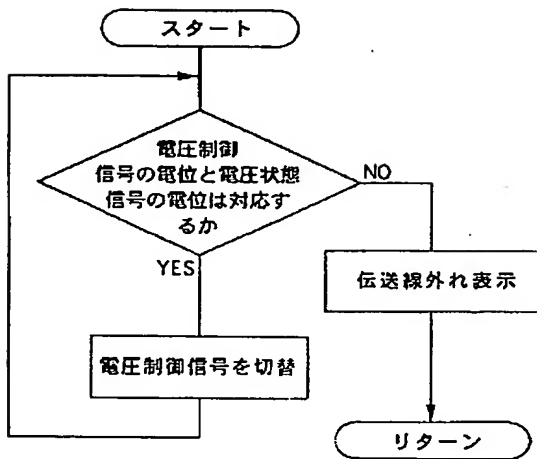 スタート
電圧制御
信号の電位と電圧状態
信号の電位は対応す
るか
NO
YES
伝送線外れ表示
電圧制御信号を切替
リターン